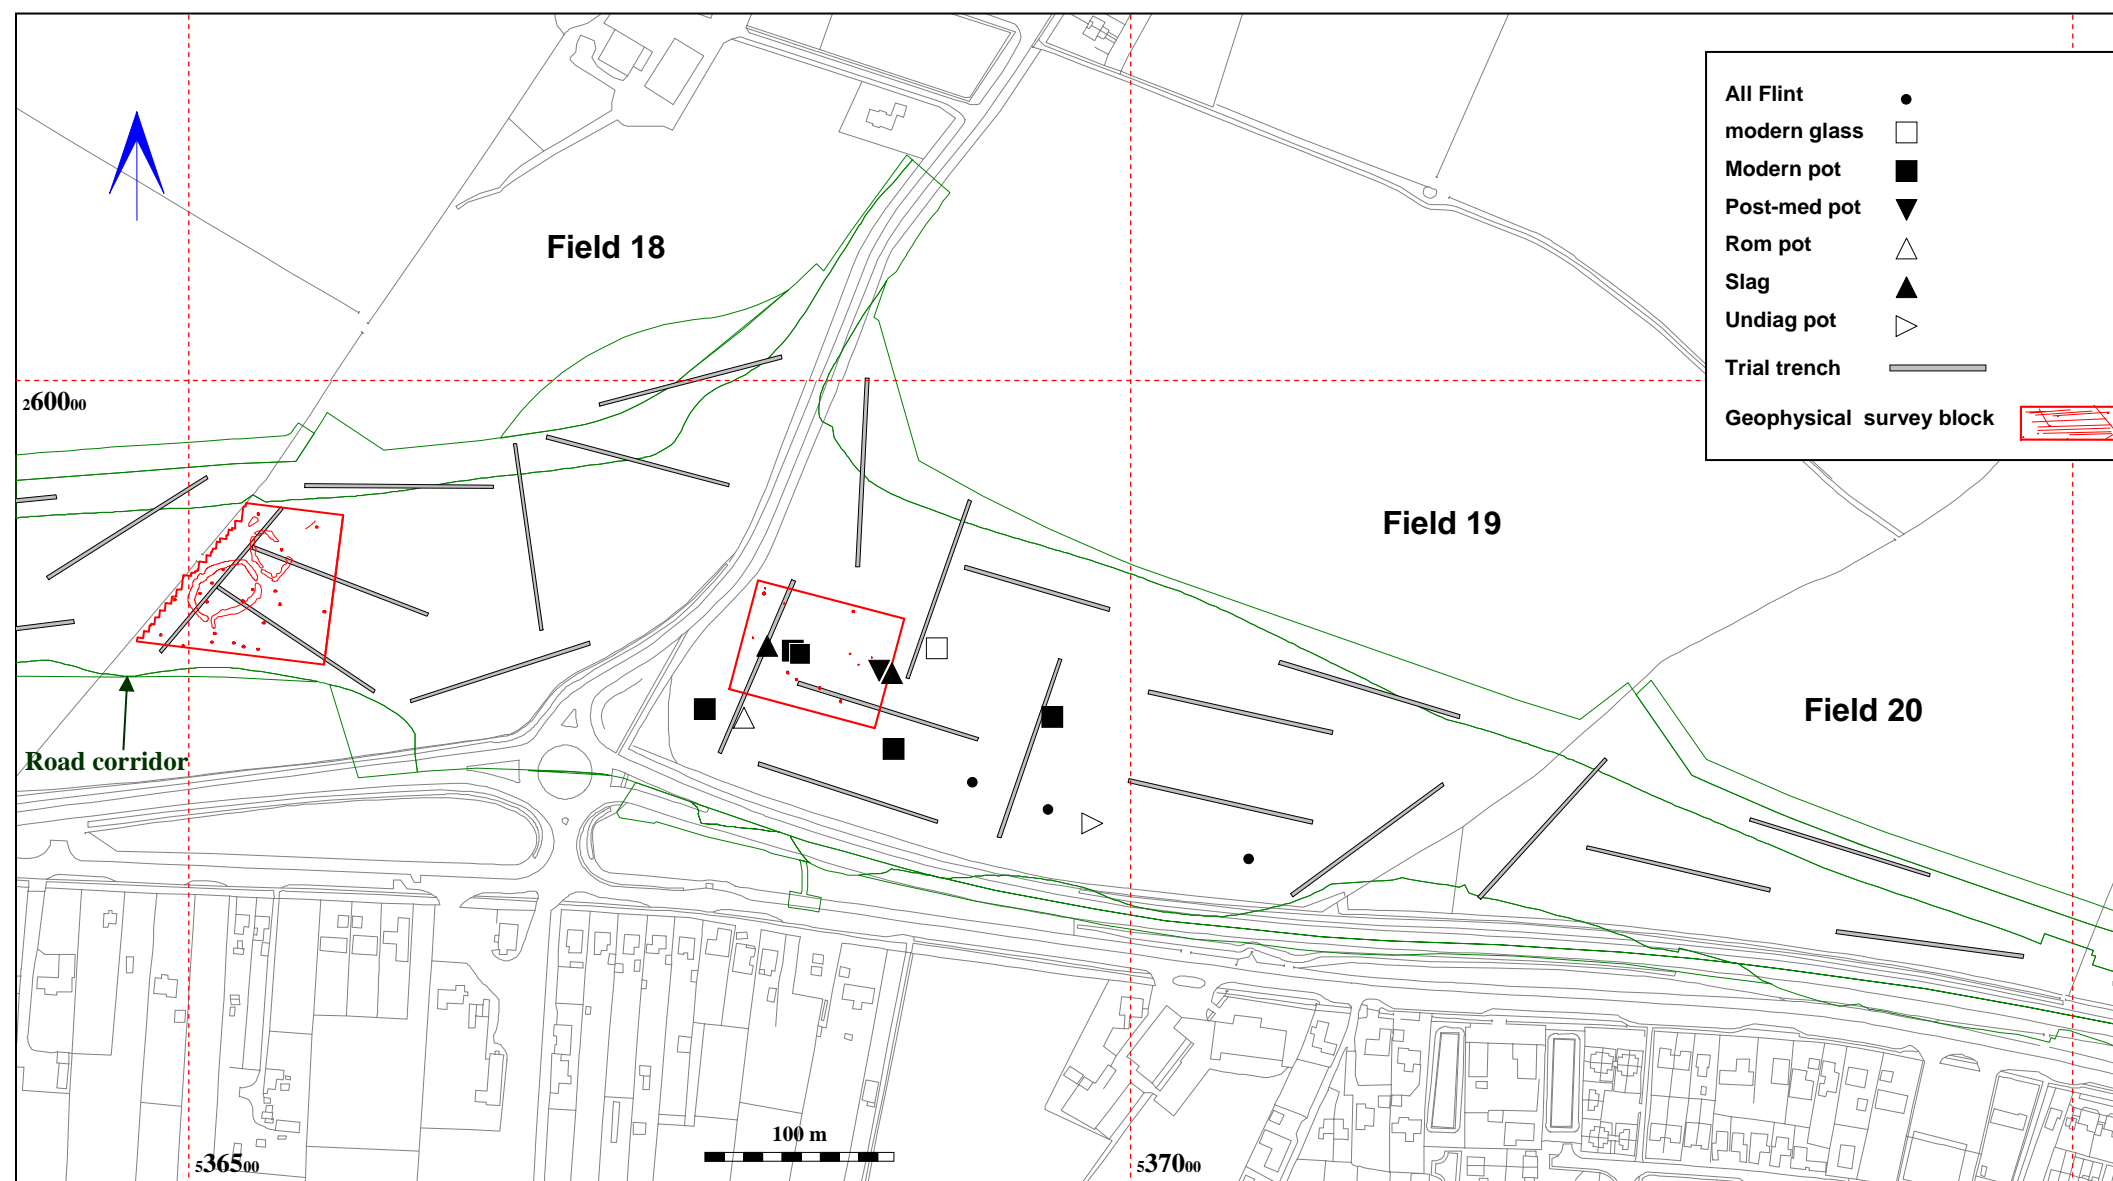 All Flint
modern glass
Modern pot
Post-med pot
Field 18
Rom pot
Slag
Undiag pot
Trial trench
260000
Geophysical survey block
Field 19
Field 20
Road corridor
100 m
536500
537000